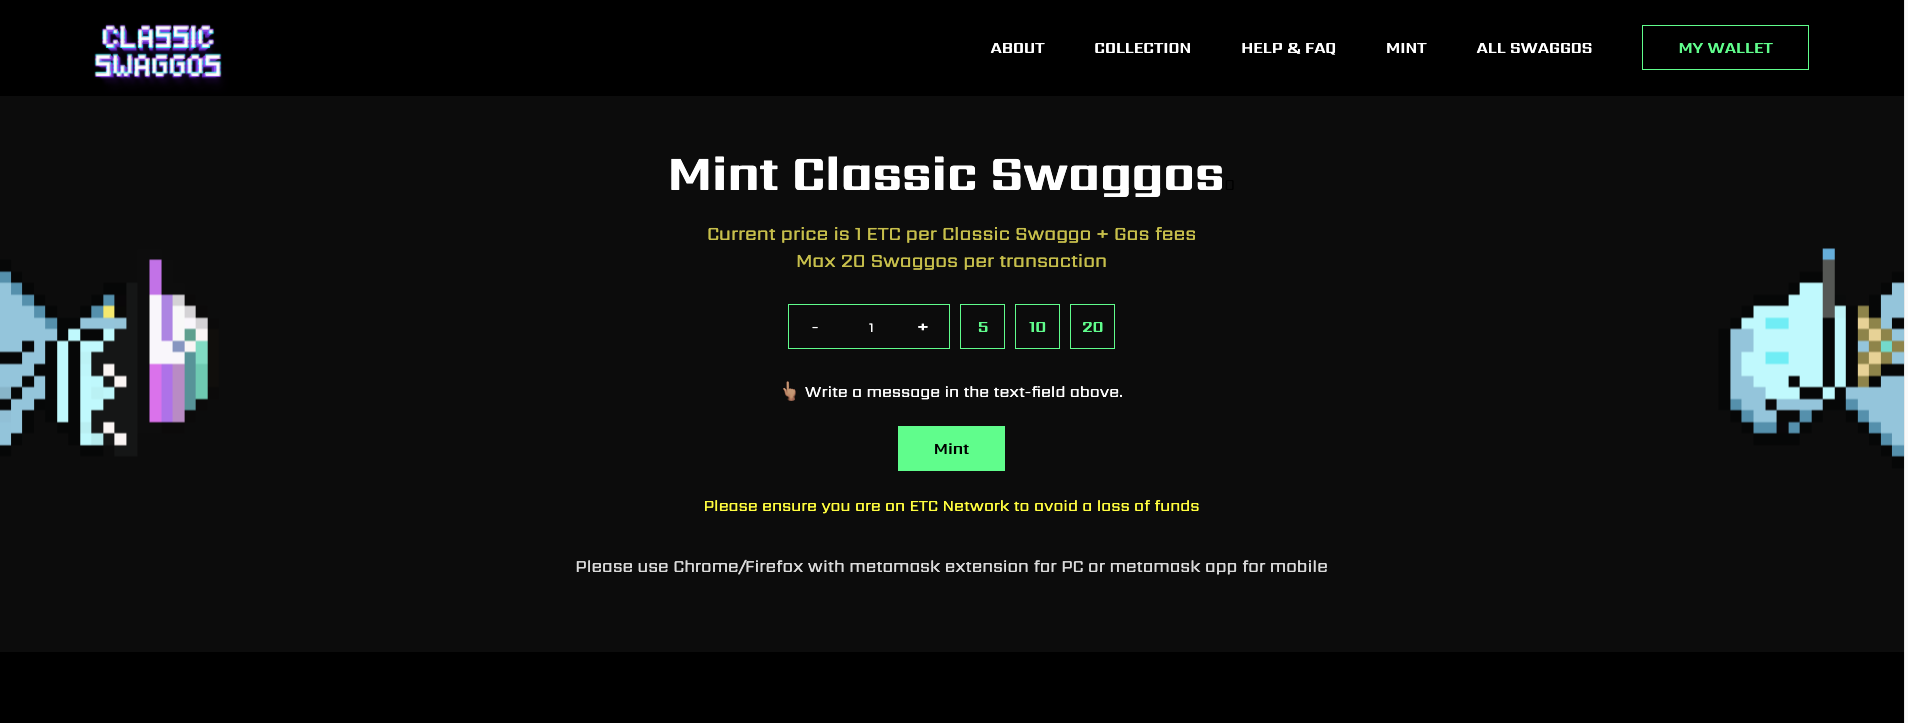 CLASSIC
SWAGGOS
ABOUT
COLLECTION
HELP & FAQ
MINT
ALL SWAGGOS
MY WALLET
Mint Classic Swaggos
Current price is 1 ETC per Classic Swaggo + Gas fees
Max 20 Swaggos per transaction
- 1 + 5 10 20
👆🏽 Write a message in the text-field above.
Mint
Please ensure you are on ETC Network to avoid a loss of funds
Please use Chrome/Firefox with metamask extension for PC or metamask app for mobile